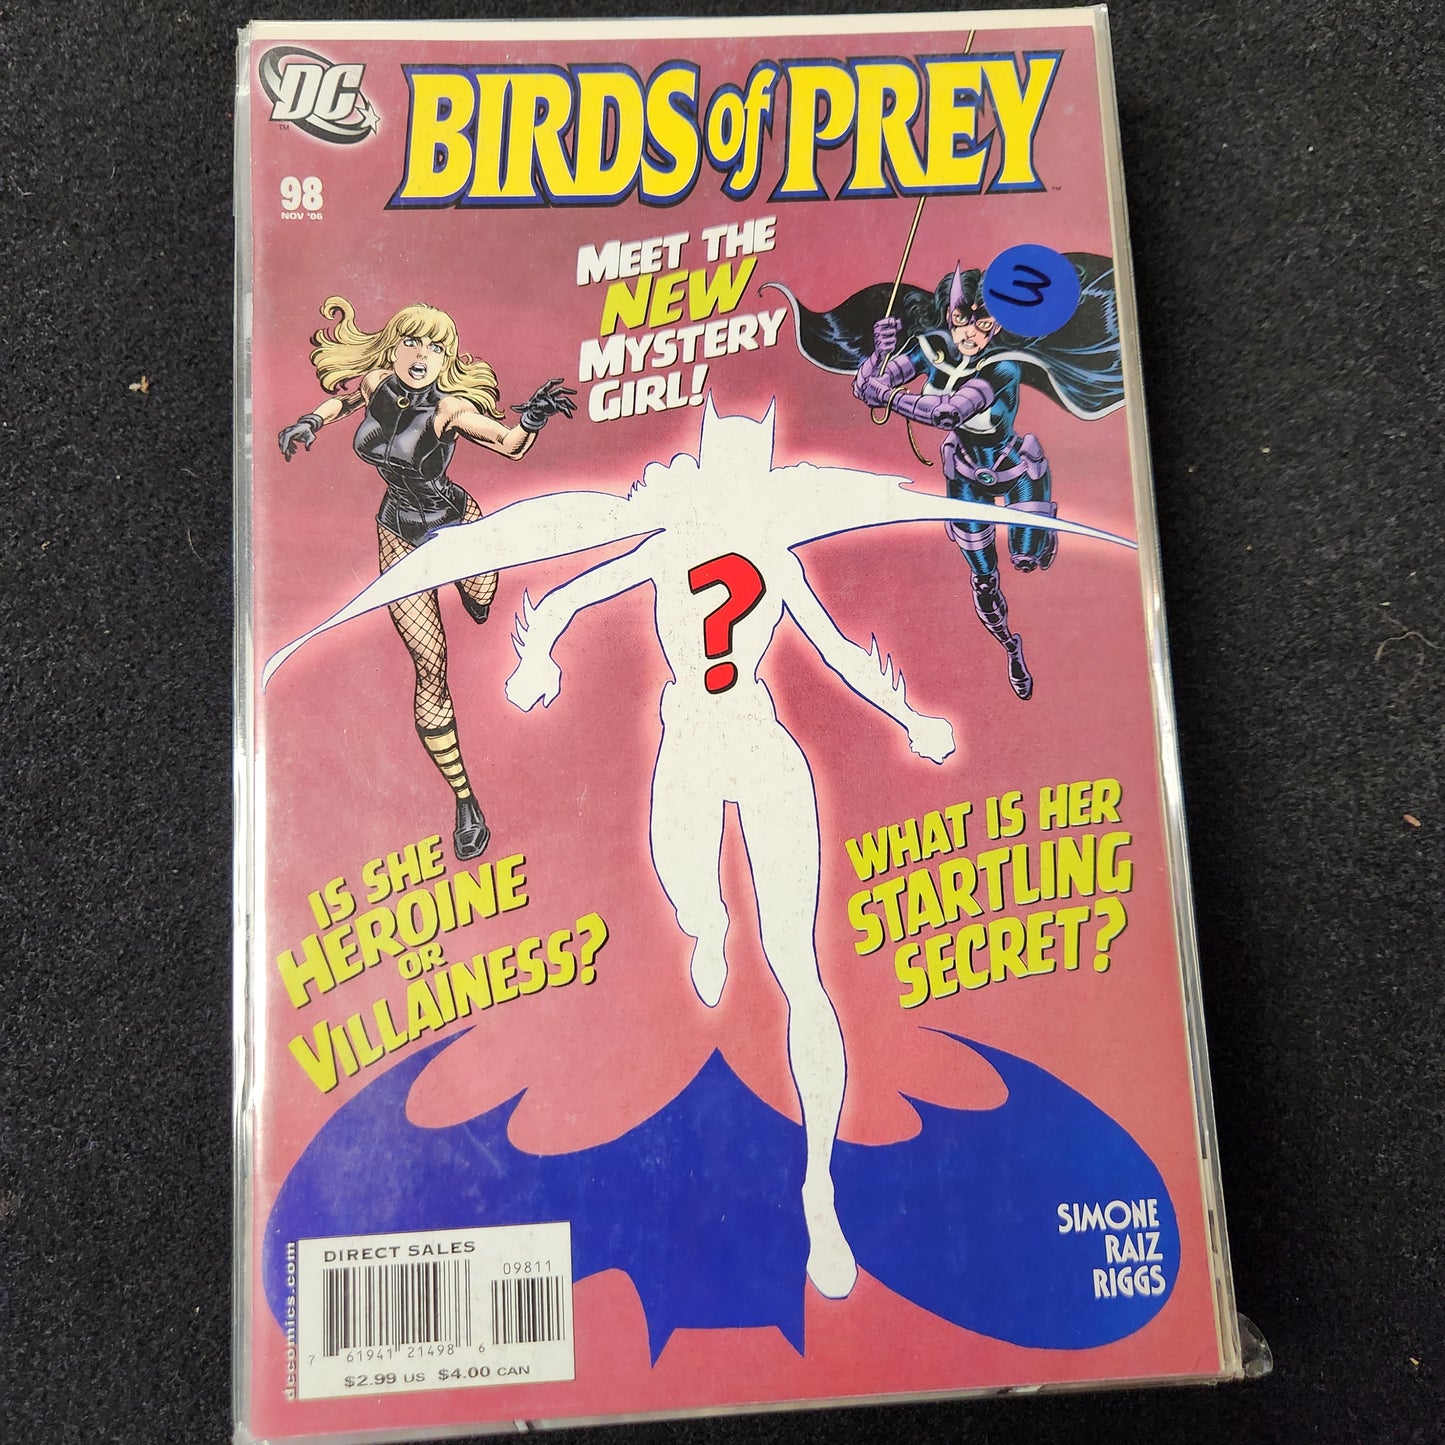 DC
TM
BIRDS of PREY
TM
98
NOV '06
MEET THE
NEW
MYSTERY
GIRL!
3
?
IS SHE
HEROINE
OR
VILLAINESS?
WHAT IS HER
STARTLING
SECRET?
SIMONE
RAIZ
RIGGS
dccomics.com
DIRECT SALES
09811
7 61941 21498 6
$2.99 US $4.00 CAN